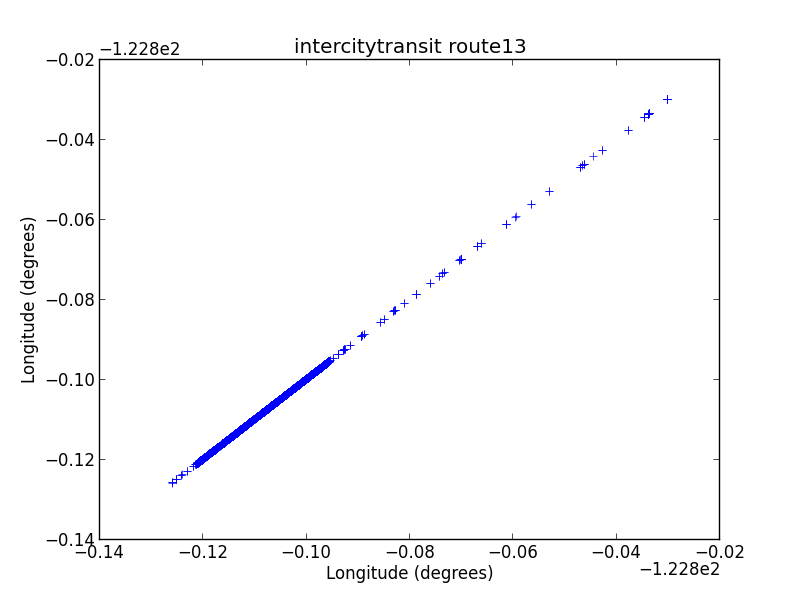 intercitytransit route13
−1.228e2
−0.02
−0.04
−0.06
−0.08
−0.10
−0.12
−0.14
Longitude (degrees)
−0.14 −0.12 −0.10 −0.08 −0.06 −0.04 −0.02
Longitude (degrees)
−1.228e2